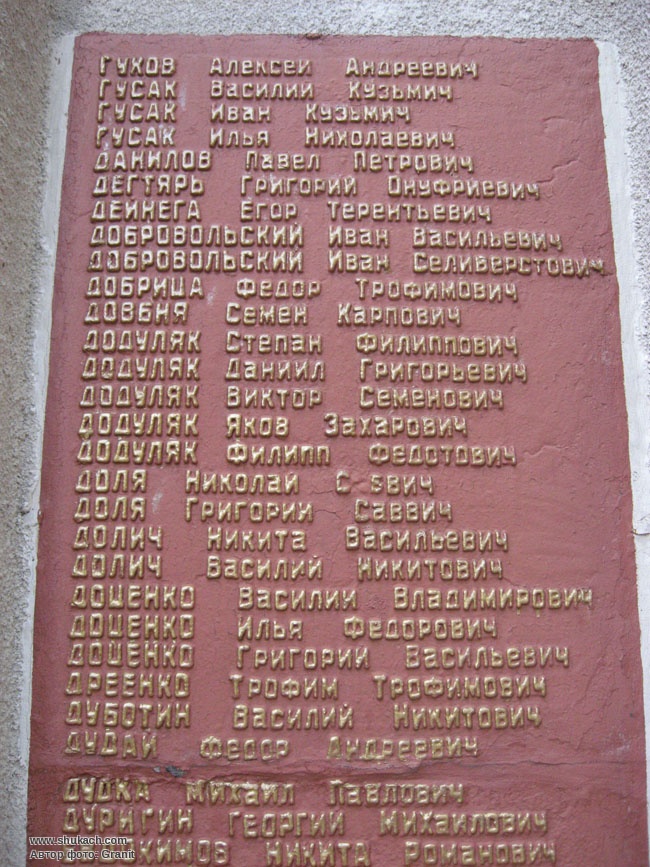 ГУКОВ Алексей Андреевич
ГУСАК Василий Кузьмич
ГУСАК Иван Кузьмич
ГУСАК Илья Николаевич
ДАНИЛОВ Павел Петрович
ДЕГТЯРЬ Григорий Онуфриевич
ДЕЙНЕГА Егор Терентьевич
ДОБРОВОЛЬСКИЙ Иван Васильевич
ДОБРОВОЛЬСКИЙ Иван Селиверстович
ДОБРИЦА Федор Трофимович
ДОВБНЯ Семен Карпович
ДОДУЛЯК Степан Филиппович
ДОДУЛЯК Даниил Григорьевич
ДОДУЛЯК Виктор Семенович
ДОДУЛЯК Яков Захарович
ДОДУЛЯК Филипп Федотович
ДОЛЯ Николай
ДОЛЯ Григорий Саввич
ДОЛИЧ Никита Васильевич
ДОЛИЧ Василий Никитович
ДОЦЕНКО Василий Владимирович
ДОЦЕНКО Илья Федорович
ДОЦЕНКО Григорий Васильевич
ДРЕЕНКО Трофим Трофимович
ДУБОТИН Василий Никитович
ДУДАЙ Федор Андреевич
ДУДКА Михаил Павлович
ДУРИГИН Георгий Михайлович
Никита Романович
www.shukach.com
Автор фото- Granit